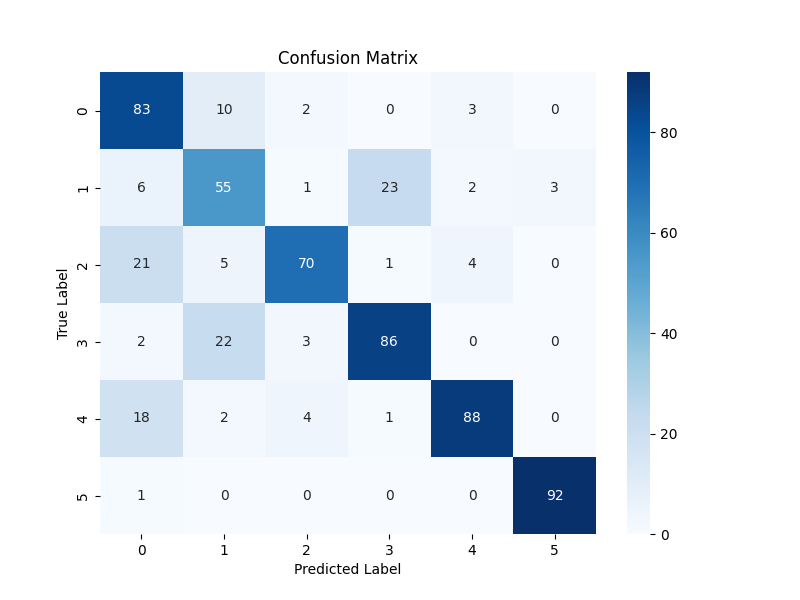 Confusion Matrix
0 83 10 2 0 3 0
1 6 55 1 23 2 3
2 21 5 70 1 4 0
3 2 22 3 86 0 0
4 18 2 4 1 88 0
5 1 0 0 0 0 92
0 1 2 3 4 5
Predicted Label
True Label
80
60
40
20
0